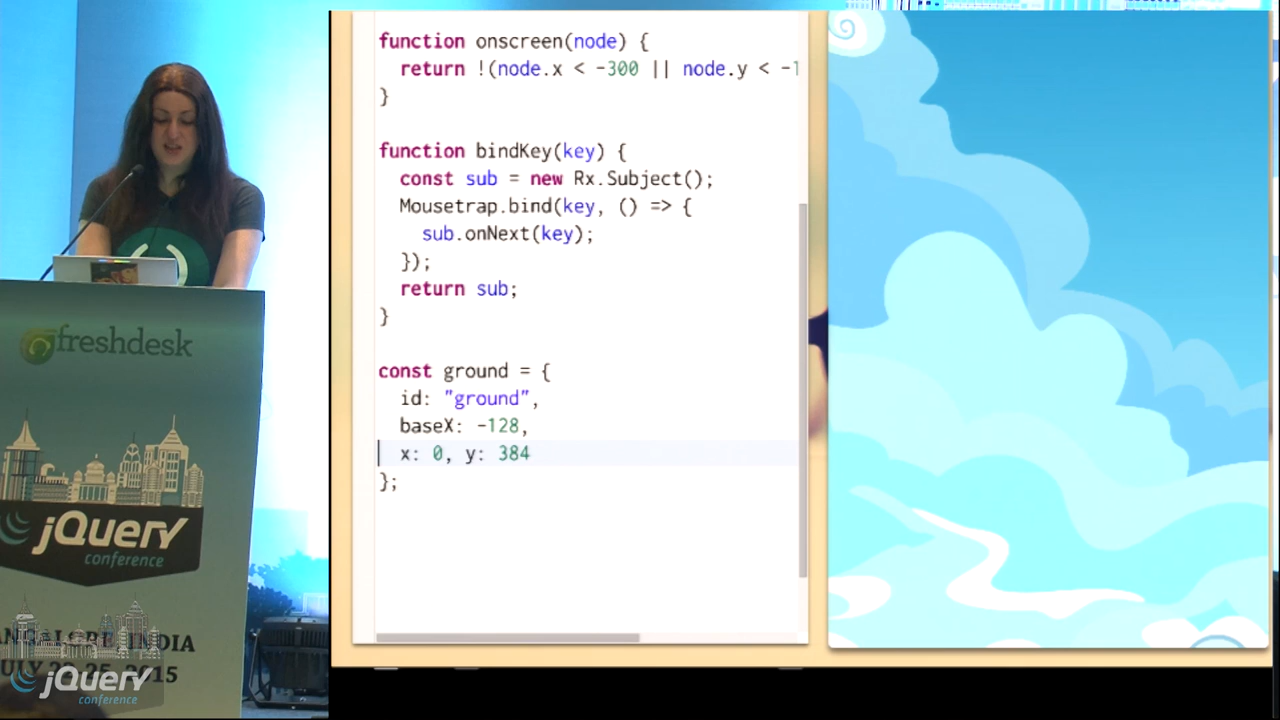 function onscreen(node) {
return !(node.x < -300 || node.y < -1
}
function bindKey(key) {
const sub = new Rx.Subject();
Mousetrap.bind(key, () => {
sub.onNext(key);
});
return sub;
}
const ground = {
id: "ground",
baseX: -128,
x: 0, y: 384
};
freshdesk
jQuery
conference
INDIA
2015
jQuery
conference